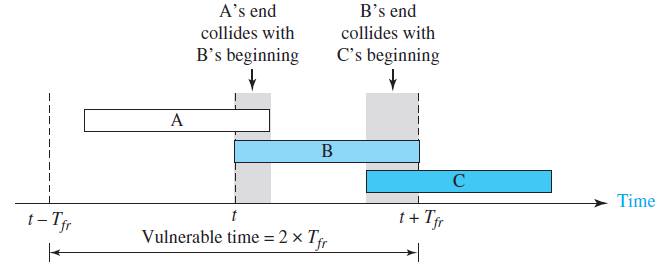 A's end
collides with
B's beginning
B's end
collides with
C's beginning
A
B
C
Time
t – Tfr
t
t + Tfr
Vulnerable time = 2 × Tfr